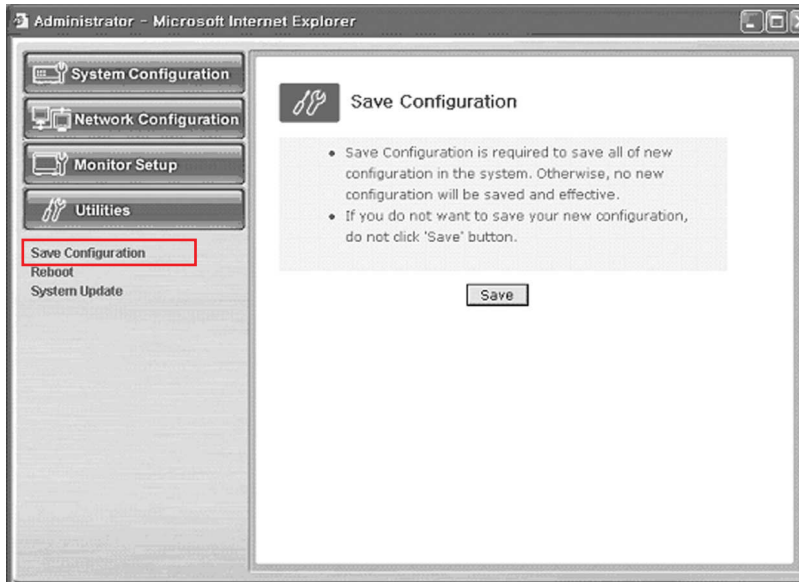 Administrator - Microsoft Internet Explorer
System Configuration
Network Configuration
Monitor Setup
Utilities
Save Configuration
Reboot
System Update
Save Configuration
• Save Configuration is required to save all of new
configuration in the system. Otherwise, no new
configuration will be saved and effective.
• If you do not want to save your new configuration,
do not click 'Save' button.
Save